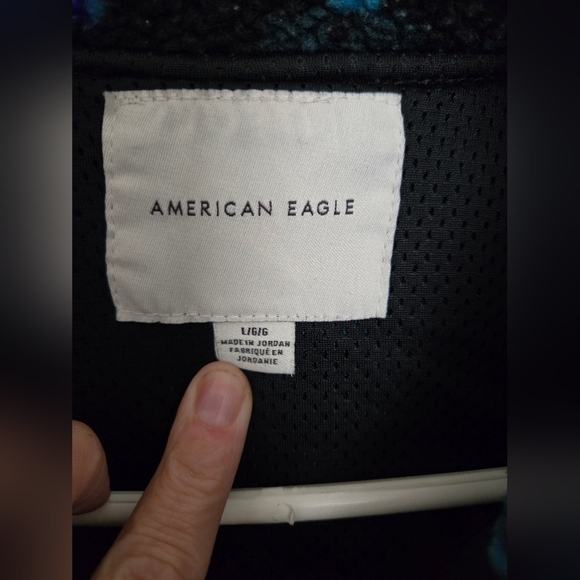 AMERICAN EAGLE
L/G/G
MADE IN JORDAN
FABRIQUÉ EN
JORDANIE